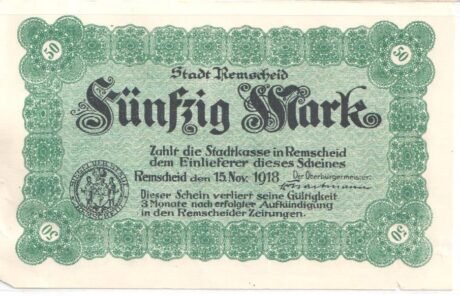 50 50
Stadt Remscheid
Fünfzig Mark
Zahlt die Stadtkasse in Remscheid
dem Einlieferer dieses Scheines
Remscheid den 15. Nov. 1918 Der Oberbürgermeister:
Dieser Schein verliert seine Gültigkeit
3 Monate nach erfolgter Aufkündigung
in den Remscheider Zeitungen.
50 50